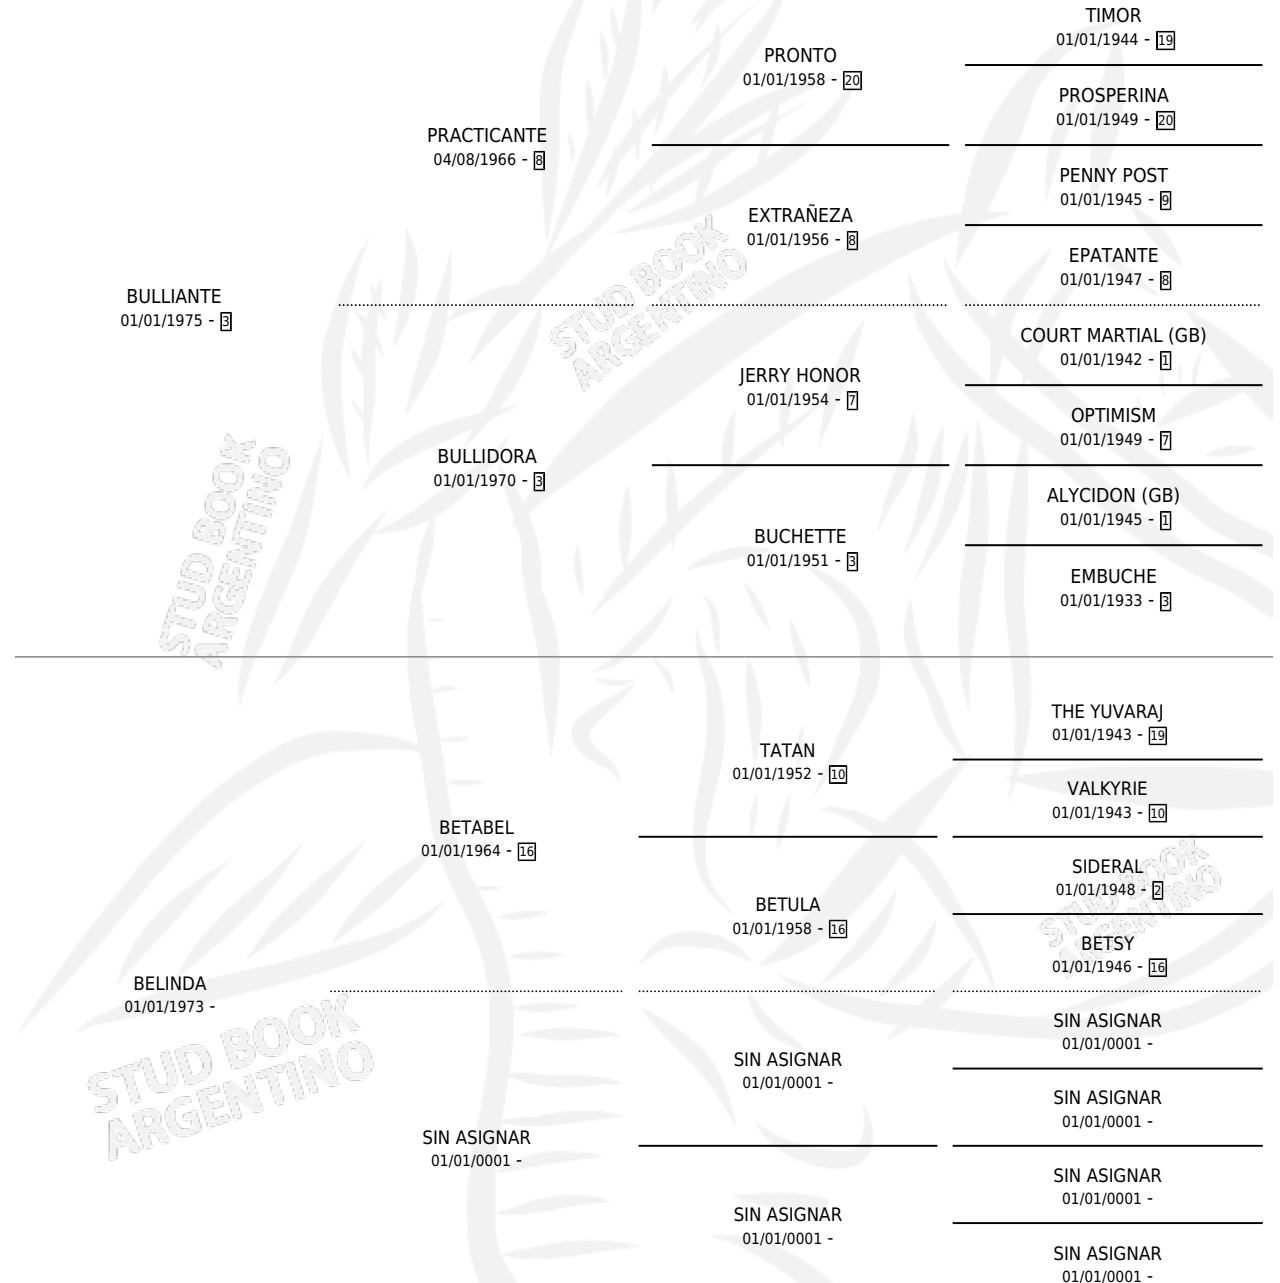 TIMOR
01/01/1944 - 19
PRONTO
01/01/1958 - 20
PROSPERINA
01/01/1949 - 20
PRACTICANTE
04/08/1966 - 8
PENNY POST
01/01/1945 - 9
EXTRAÑEZA
01/01/1956 - 8
EPATANTE
01/01/1947 - 8
BULLIANTE
01/01/1975 - 3
COURT MARTIAL (GB)
01/01/1942 - 1
JERRY HONOR
01/01/1954 - 7
OPTIMISM
01/01/1949 - 7
BULLIDORA
01/01/1970 - 3
ALYCIDON (GB)
01/01/1945 - 1
BUCHETTE
01/01/1951 - 3
EMBUCHE
01/01/1933 - 3
THE YUVARAJ
01/01/1943 - 19
TATAN
01/01/1952 - 10
VALKYRIE
01/01/1943 - 10
BETABEL
01/01/1964 - 16
SIDERAL
01/01/1948 - 2
BETULA
01/01/1958 - 16
BETSY
01/01/1946 - 16
BELINDA
01/01/1973 -
SIN ASIGNAR
01/01/0001 -
SIN ASIGNAR
01/01/0001 -
SIN ASIGNAR
01/01/0001 -
SIN ASIGNAR
01/01/0001 -
SIN ASIGNAR
01/01/0001 -
SIN ASIGNAR
01/01/0001 -
SIN ASIGNAR
01/01/0001 -
STUD BOOK
ARGENTINO
STUD BOOK
ARGENTINO
STUD BOOK
ARGENTINO
STUD BOOK
ARGENTINO